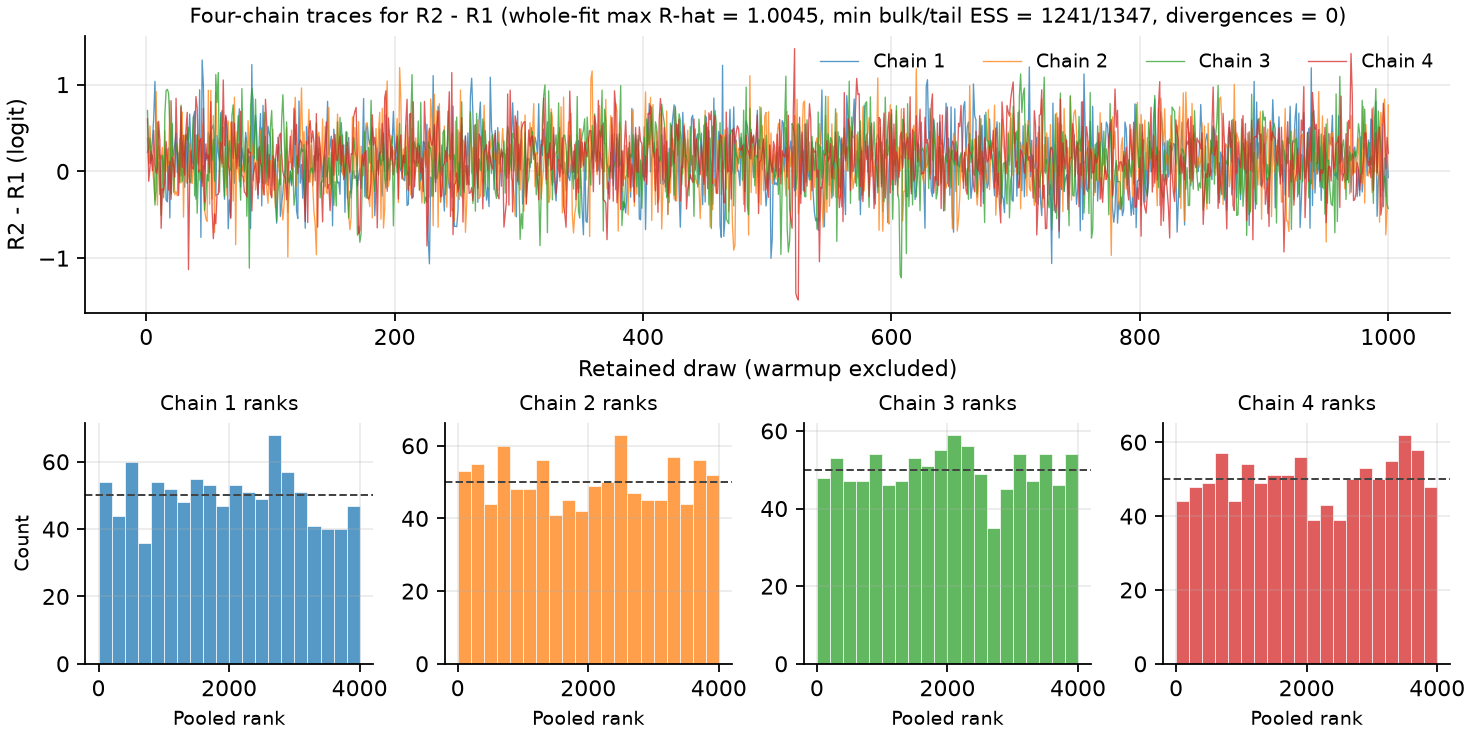 Four-chain traces for R2 - R1 (whole-fit max R-hat = 1.0045, min bulk/tail ESS = 1241/1347, divergences = 0)
Chain 1 Chain 2 Chain 3 Chain 4
R2 - R1 (logit)
1
0
−1
0 200 400 600 800 1000
Retained draw (warmup excluded)
Chain 1 ranks
Count
60
40
20
0
0 2000 4000
Pooled rank
Chain 2 ranks
60
40
20
0
0 2000 4000
Pooled rank
Chain 3 ranks
60
40
20
0
0 2000 4000
Pooled rank
Chain 4 ranks
60
40
20
0
0 2000 4000
Pooled rank